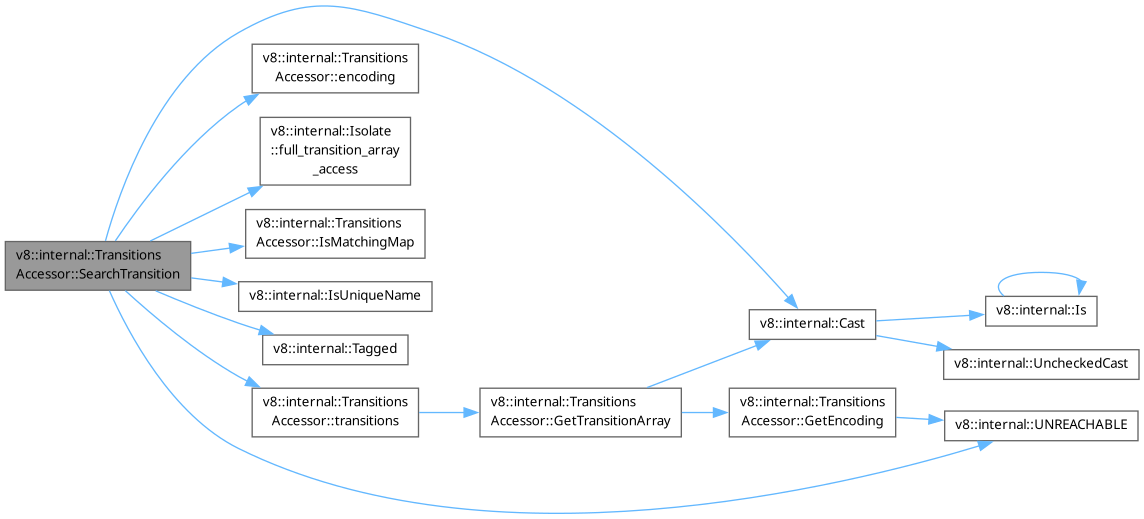 v8::internal::Transitions
Accessor::encoding
v8::internal::Isolate
::full_transition_array
_access
v8::internal::Transitions
Accessor::IsMatchingMap
v8::internal::Transitions
Accessor::SearchTransition
v8::internal::IsUniqueName
v8::internal::Tagged
v8::internal::Transitions
Accessor::transitions
v8::internal::Transitions
Accessor::GetTransitionArray
v8::internal::Cast
v8::internal::Transitions
Accessor::GetEncoding
v8::internal::Is
v8::internal::UncheckedCast
v8::internal::UNREACHABLE